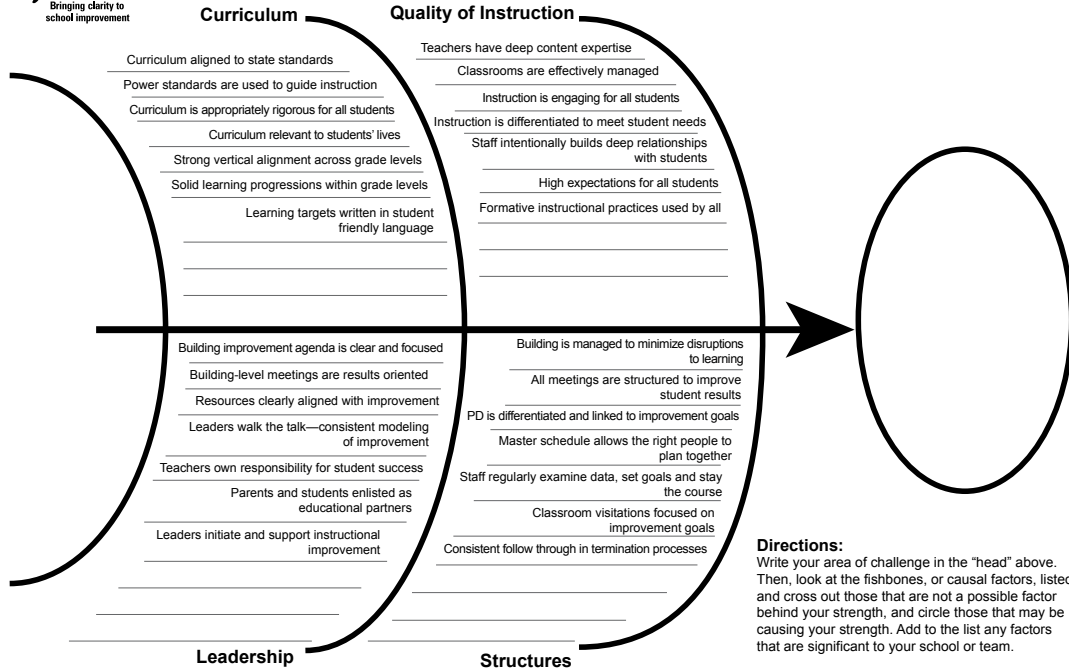 Bringing clarity to
school improvement
Curriculum
Curriculum aligned to state standards
Power standards are used to guide instruction
Curriculum is appropriately rigorous for all students
Curriculum relevant to students' lives
Strong vertical alignment across grade levels
Solid learning progressions within grade levels
Learning targets written in student
friendly language
Quality of Instruction
Teachers have deep content expertise
Classrooms are effectively managed
Instruction is engaging for all students
Instruction is differentiated to meet student needs
Staff intentionally builds deep relationships
with students
High expectations for all students
Formative instructional practices used by all
Building improvement agenda is clear and focused
Building-level meetings are results oriented
Resources clearly aligned with improvement
Leaders walk the talk—consistent modeling
of improvement
Teachers own responsibility for student success
Parents and students enlisted as
educational partners
Leaders initiate and support instructional
improvement
Leadership
Building is managed to minimize disruptions
to learning
All meetings are structured to improve
student results
PD is differentiated and linked to improvement goals
Master schedule allows the right people to
plan together
Staff regularly examine data, set goals and stay
the course
Classroom visitations focused on
improvement goals
Consistent follow through in termination processes
Structures
Directions:
Write your area of challenge in the “head” above.
Then, look at the fishbones, or causal factors, listed
and cross out those that are not a possible factor
behind your strength, and circle those that may be
causing your strength. Add to the list any factors
that are significant to your school or team.